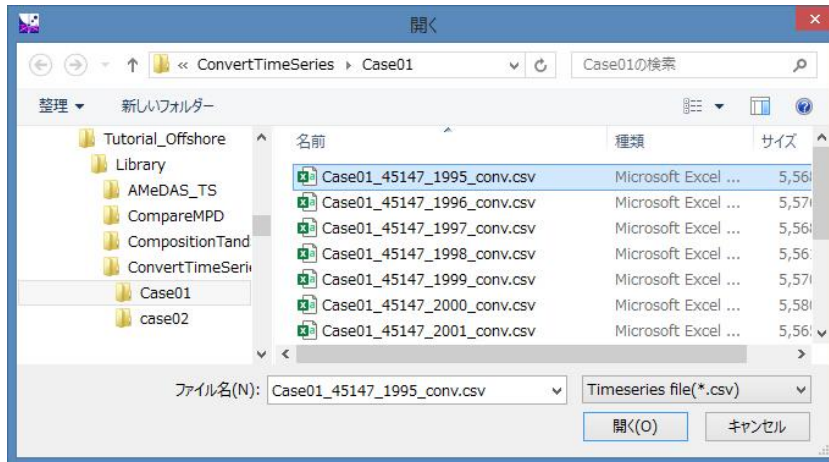 開く
« ConvertTimeSeries Case01
Case01の検索
整理 新しいフォルダー
Tutorial_Offshore
Library
AMeDAS_TS
CompareMPD
CompositionTand
ConvertTimeSeri
Case01
case02
名前 種類 サイズ
Case01_45147_1995_conv.csv Microsoft Excel ... 5,568
Case01_45147_1996_conv.csv Microsoft Excel ... 5,570
Case01_45147_1997_conv.csv Microsoft Excel ... 5,568
Case01_45147_1998_conv.csv Microsoft Excel ... 5,56
Case01_45147_1999_conv.csv Microsoft Excel ... 5,570
Case01_45147_2000_conv.csv Microsoft Excel ... 5,580
Case01_45147_2001_conv.csv Microsoft Excel ... 5,565
ファイル名(N): Case01_45147_1995_conv.csv Timeseries file(*.csv)
開く(O) キャンセル